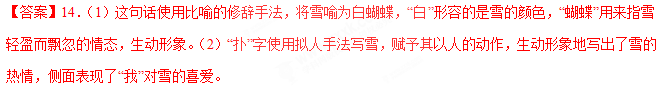 【答案】14．（1）这句话使用比喻的修辞手法，将雪喻为白蝴蝶，“白”形容的是雪的颜色，“蝴蝶”用来指雪
轻盈而飘忽的情态，生动形象。（2）“扑”字使用拟人手法写雪，赋予其以人的动作，生动形象地写出了雪的
热情，侧面表现了“我”对雪的喜爱。